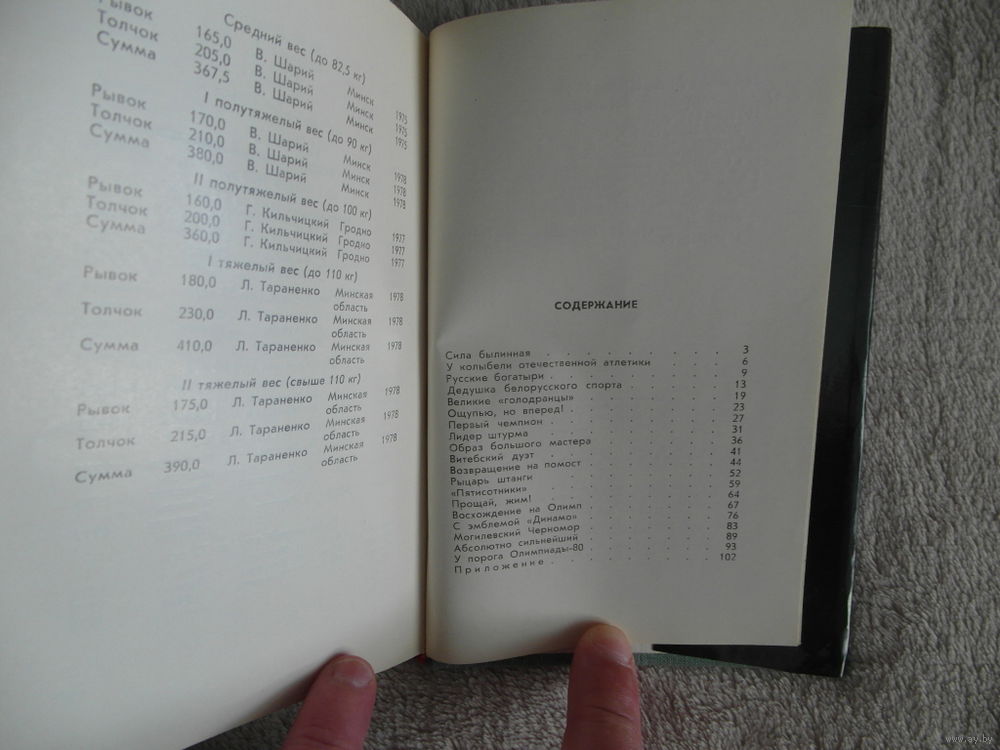 Средний вес (до 82,5 кг)
Рывок 165,0 В. Шарий Минск 1975
Толчок 205,0 В. Шарий Минск 1975
Сумма 367,5 В. Шарий Минск 1975
I полутяжелый вес (до 90 кг)
Рывок 170,0 В. Шарий Минск 1978
Толчок 210,0 В. Шарий Минск 1978
Сумма 380,0 В. Шарий Минск 1978
II полутяжелый вес (до 100 кг)
Рывок 160,0 Г. Кильчицкий Гродно 1977
Толчок 200,0 Г. Кильчицкий Гродно 1977
Сумма 360,0 Г. Кильчицкий Гродно 1977
I тяжелый вес (до 110 кг)
Рывок 180,0 Л. Тараненко Минская 1978
область
Толчок 230,0 Л. Тараненко Минская 1978
область
Сумма 410,0 Л. Тараненко Минская 1978
область
II тяжелый вес (свыше 110 кг)
Рывок 175,0 Л. Тараненко Минская 1978
область
Толчок 215,0 Л. Тараненко Минская 1978
область
Сумма 390,0 Л. Тараненко Минская 1978
область
СОДЕРЖАНИЕ
Сила былинная . . . . . . . . 3
У колыбели отечественной атлетики . . . . 6
Русские богатыри . . . . . . . . 9
Дедушка белорусского спорта . . . . . 13
Великие «голодранцы» . . . . . . . 19
Ощупью, но вперед! . . . . . . . 23
Первый чемпион . . . . . . . . 27
Лидер штурма . . . . . . . . 31
Образ большого мастера . . . . . . 36
Витебский дуэт . . . . . . . . 41
Возвращение на помост . . . . . . 44
Рыцарь штанги . . . . . . . . 52
«Пятисотники» . . . . . . . . 59
Прощай, жим! . . . . . . . . 64
Восхождение на Олимп . . . . . . 67
С эмблемой «Динамо» . . . . . . 76
Могилевский Черномор . . . . . . 83
Абсолютно сильнейший . . . . . . 89
У порога Олимпиады-80 . . . . . . 93
Приложение . . . . . . . . 102
www.ay.by